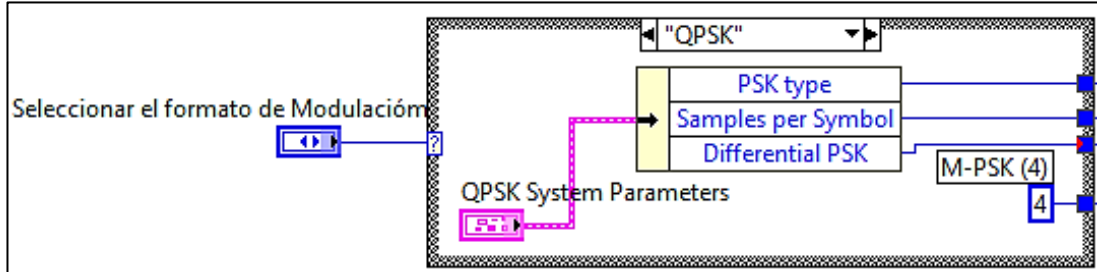 "QPSK"
PSK type
Seleccionar el formato de Modulacióm
Samples per Symbol
?
Differential PSK
M-PSK (4)
QPSK System Parameters
4